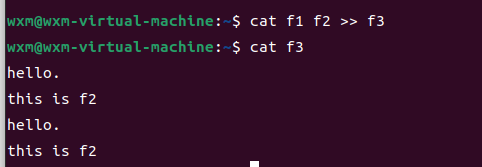 wxm@wxm-virtual-machine:~$ cat f1 f2 >> f3
wxm@wxm-virtual-machine:~$ cat f3
hello.
this is f2
hello.
this is f2